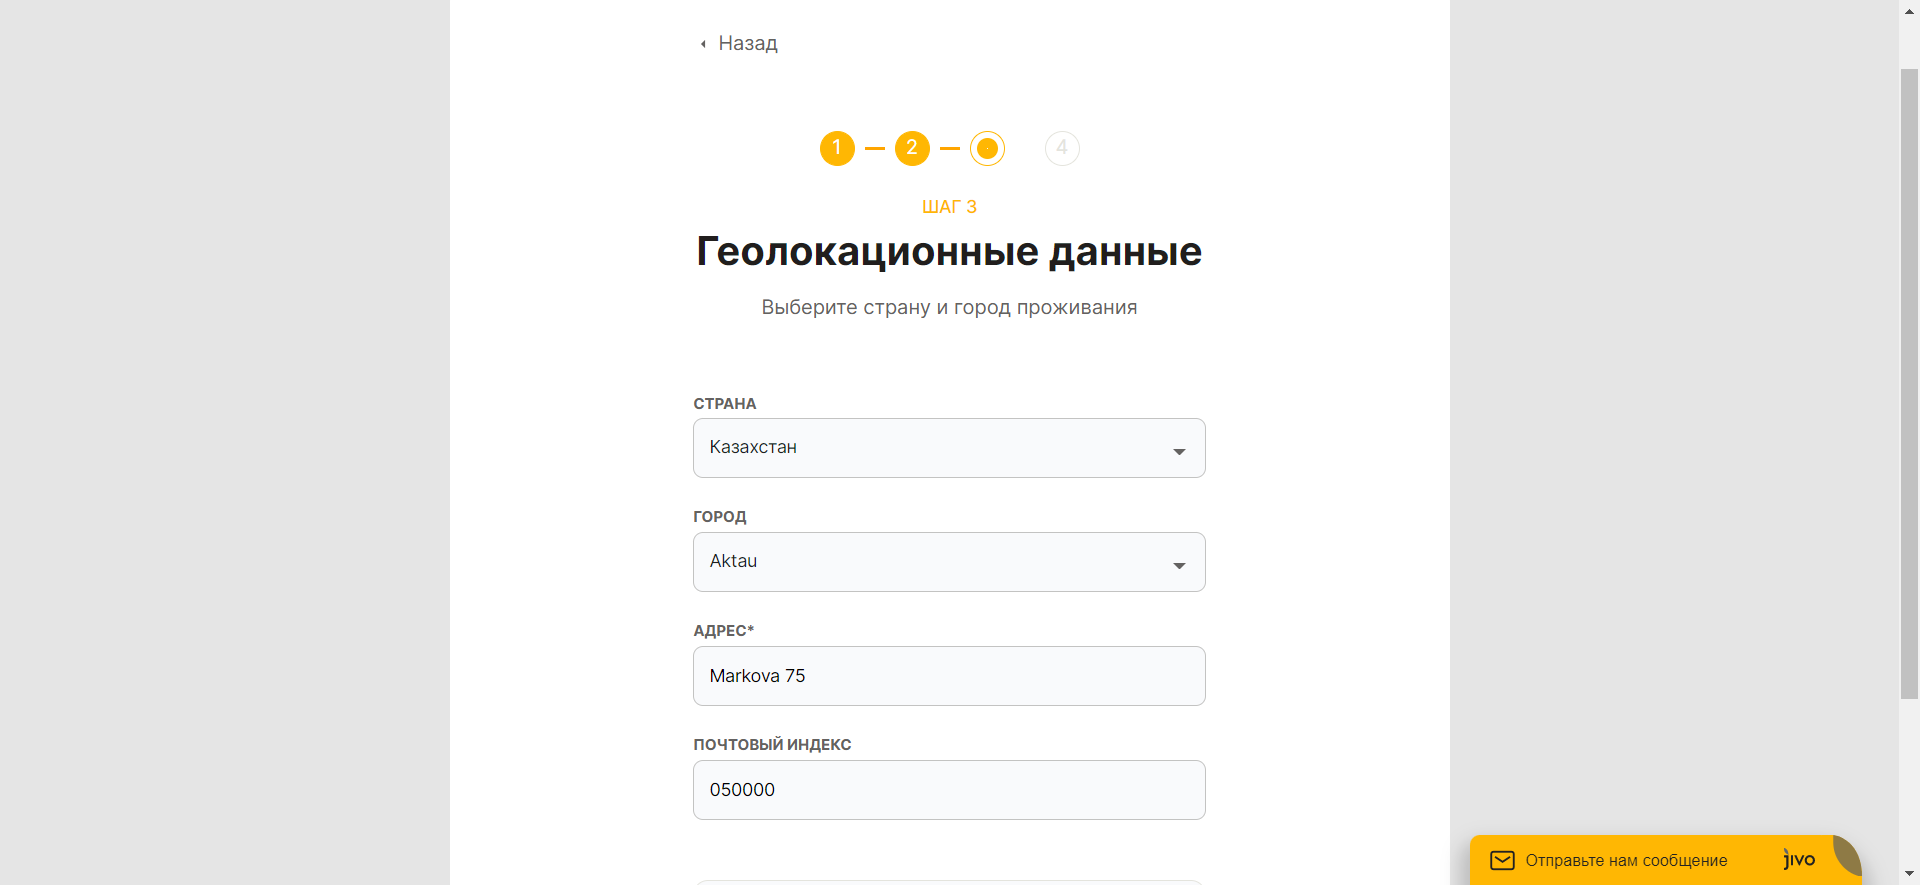 Назад
1
2
4
ШАГ 3
Геолокационные данные
Выберите страну и город проживания
СТРАНА
Казахстан
ГОРОД
Aktau
АДРЕС*
Markova 75
ПОЧТОВЫЙ ИНДЕКС
050000
Отправьте нам сообщение
jivo